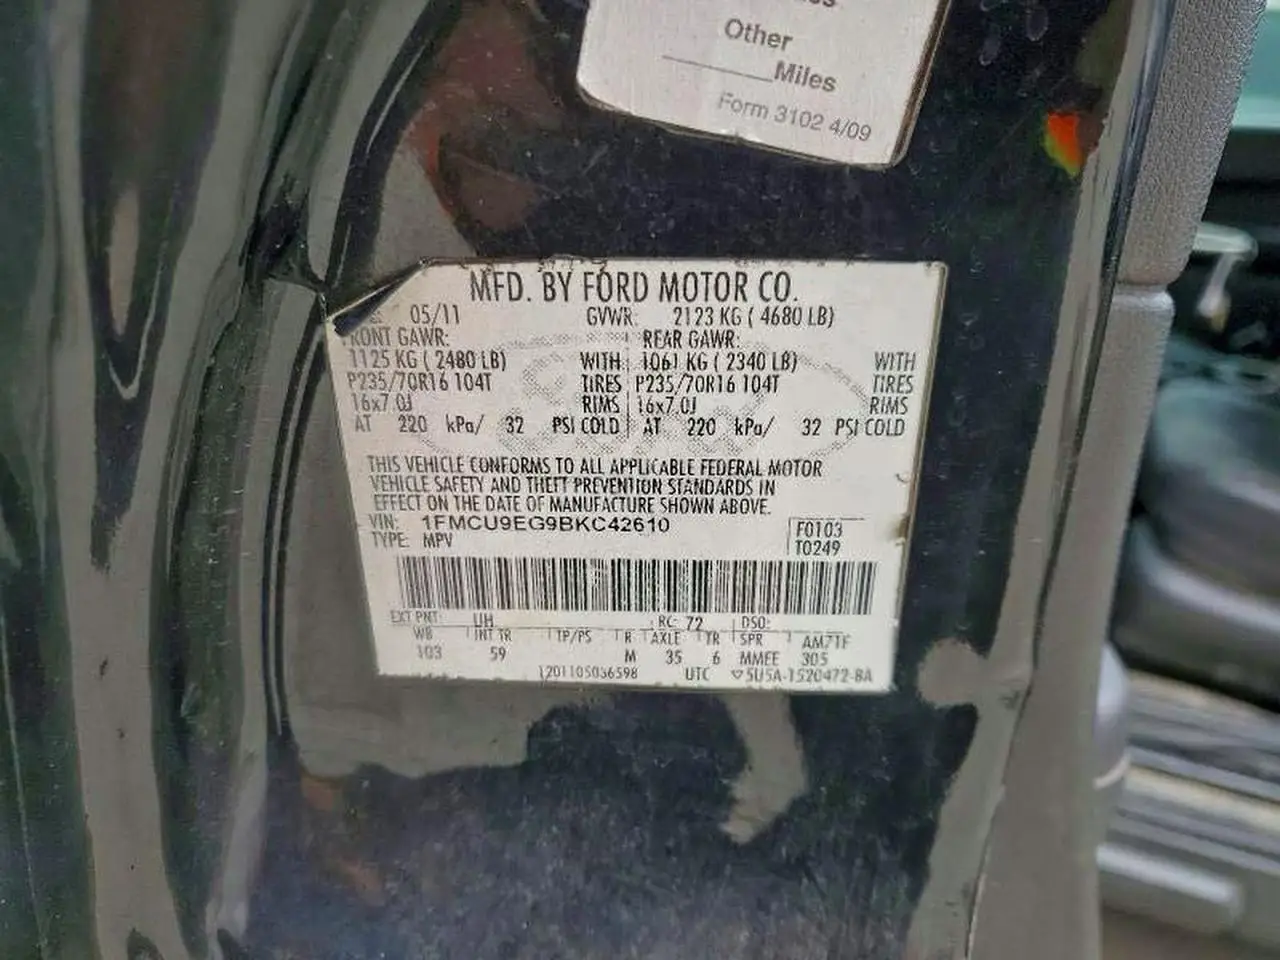 Other
______Miles
Form 3102 4/09
MFD. BY FORD MOTOR CO.
05/11 GVWR: 2123 KG ( 4680 LB)
FRONT GAWR: REAR GAWR:
1125 KG ( 2480 LB) WITH 1061 KG ( 2340 LB) WITH
P235/70R16 104T TIRES P235/70R16 104T TIRES
16x7.0J RIMS 16x7.0J RIMS
AT 220 kPa/ 32 PSI COLD AT 220 kPa/ 32 PSI COLD
THIS VEHICLE CONFORMS TO ALL APPLICABLE FEDERAL MOTOR
VEHICLE SAFETY AND THEFT PREVENTION STANDARDS IN
EFFECT ON THE DATE OF MANUFACTURE SHOWN ABOVE.
VIN: 1FMCU9EG9BKC42610 F0103
TYPE: MPV T0249
EXT PNT: UH RC: 72 DSO:
WB INT TR TP/PS R AXLE TR SPR AM7TF
103 59 M 35 6 MMEE 305
1201105036598 UTC ▽5U5A-1520472-BA